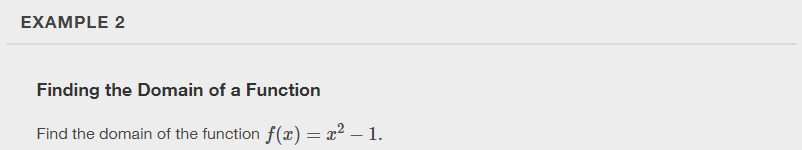 EXAMPLE 2
Finding the Domain of a Function
Find the domain of the function f(x) = x² − 1.